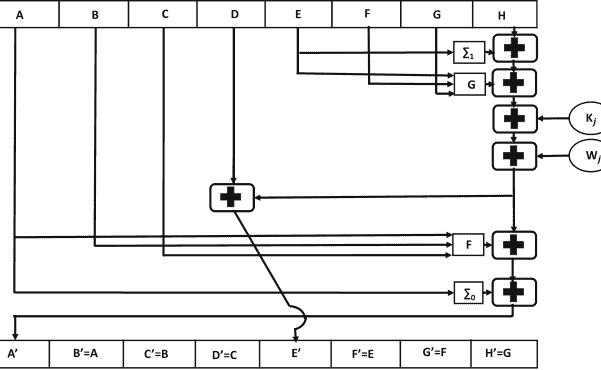 A B C D E F G H
Σ1
G
Kj
Wj
F
Σ0
A' B'=A C'=B D'=C E' F'=E G'=F H'=G